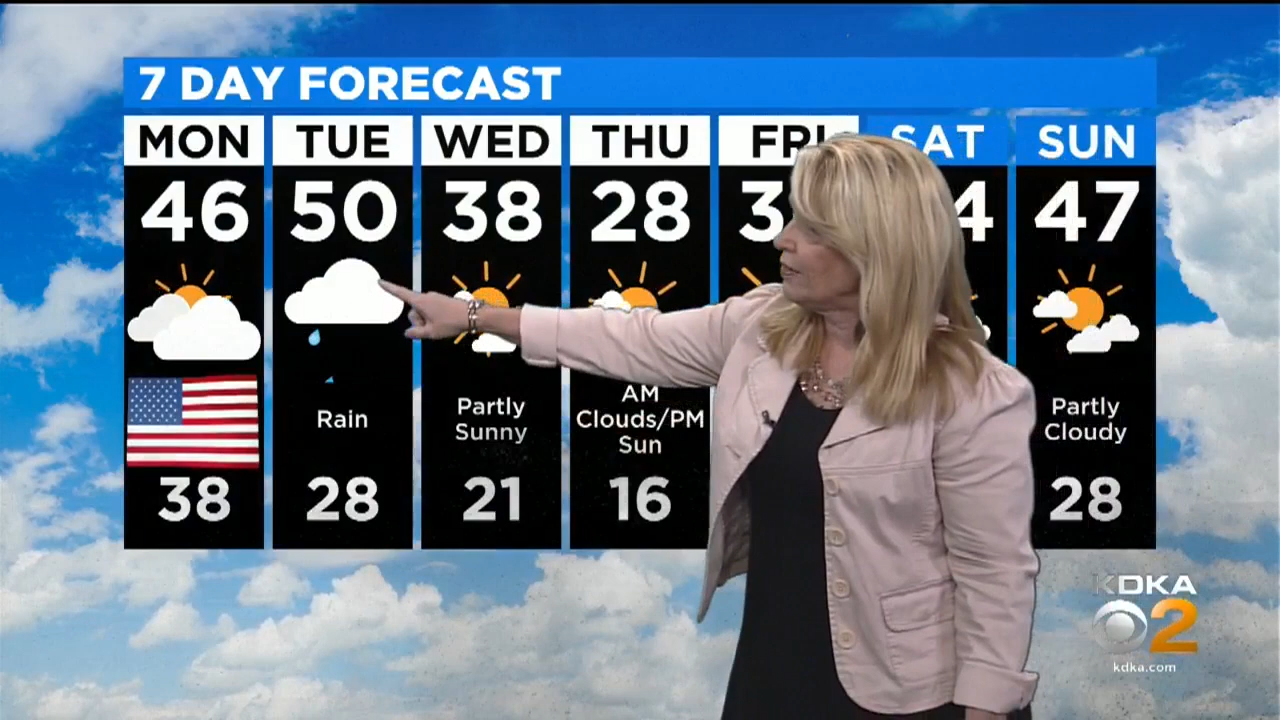 7 DAY FORECAST
MON TUE WED THU FRI SAT SUN
46 50 38 28 47
Rain
Partly
Sunny
AM
Clouds/PM
Sun
Partly
Cloudy
38 28 21 16 28
KDKA
2
kdka.com